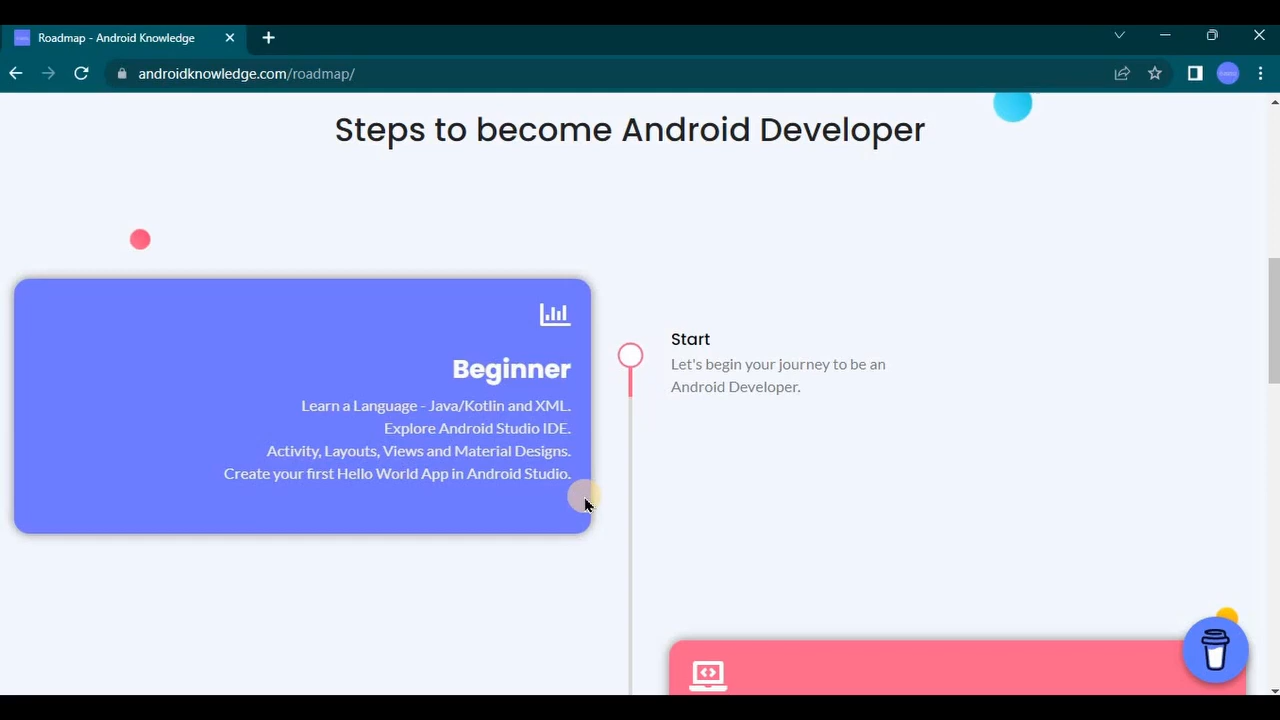 Roadmap - Android Knowledge
androidknowledge.com/roadmap/
Steps to become Android Developer
Beginner
Learn a Language - Java/Kotlin and XML.
Explore Android Studio IDE.
Activity, Layouts, Views and Material Designs.
Create your first Hello World App in Android Studio.
Start
Let's begin your journey to be an
Android Developer.